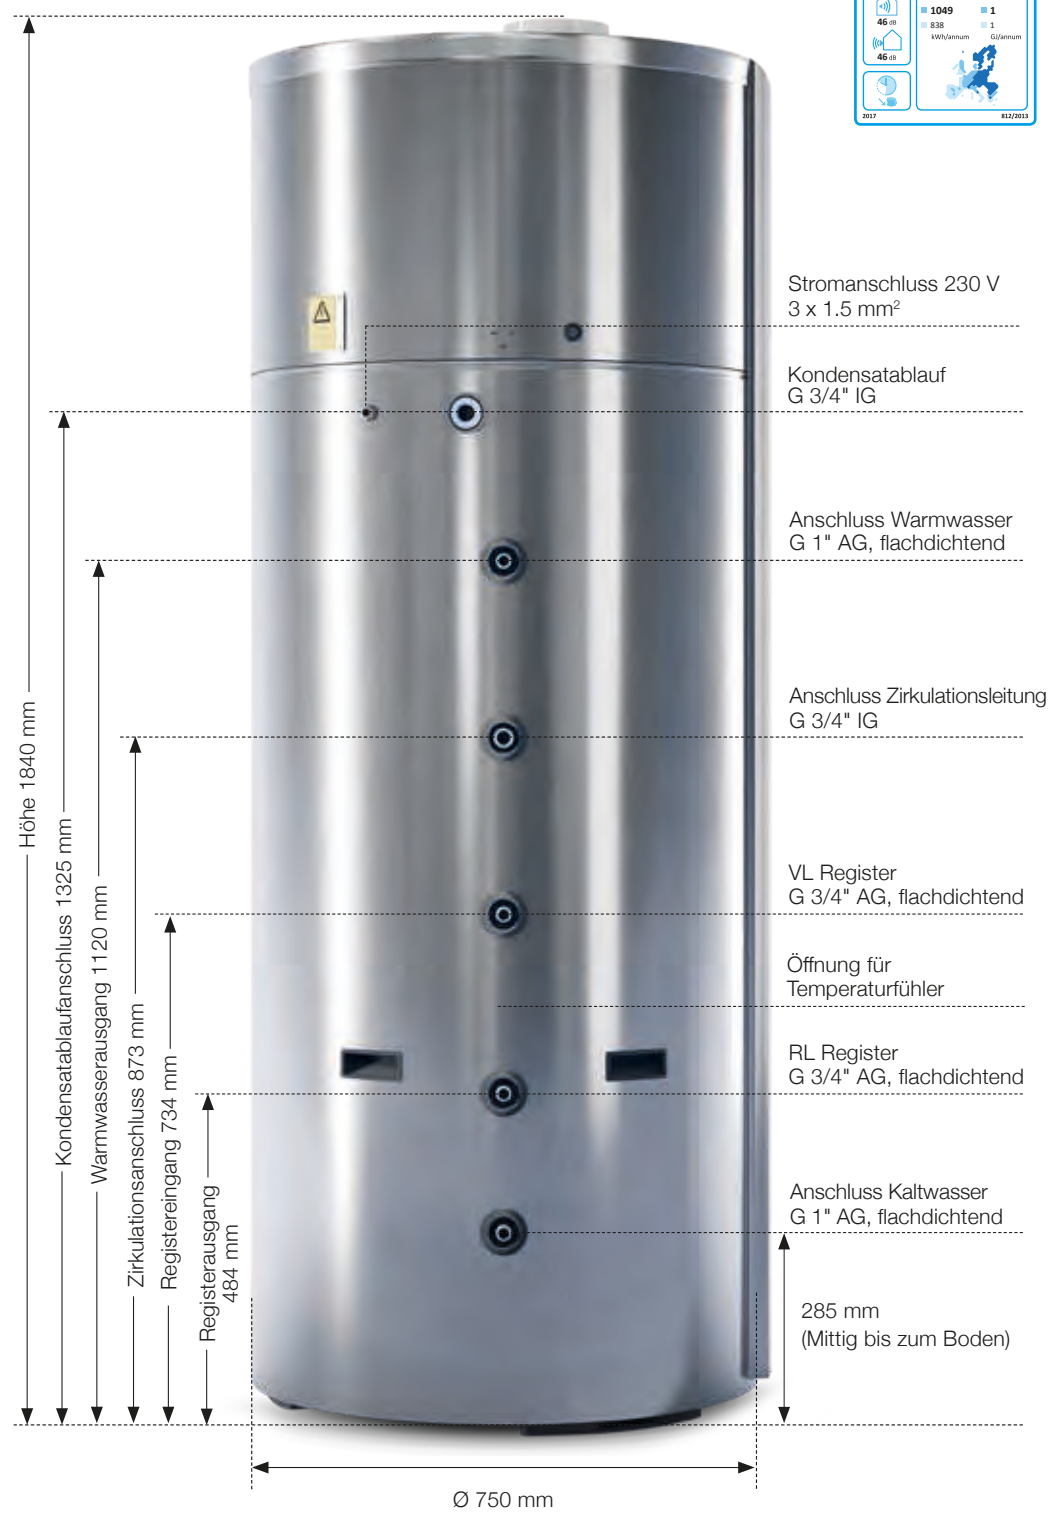 46 dB
46 dB
1049
838
kWh/annum
1
1
GJ/annum
2017
812/2013
Stromanschluss 230 V
3 x 1.5 mm²
Kondensatablauf
G 3/4" IG
Anschluss Warmwasser
G 1" AG, flachdichtend
Anschluss Zirkulationsleitung
G 3/4" IG
VL Register
G 3/4" AG, flachdichtend
Öffnung für
Temperaturfühler
RL Register
G 3/4" AG, flachdichtend
Anschluss Kaltwasser
G 1" AG, flachdichtend
285 mm
(Mittig bis zum Boden)
Höhe 1840 mm
Kondensatablaufanschluss 1325 mm
Warmwasserausgang 1120 mm
Zirkulationsanschluss 873 mm
Registereingang 734 mm
Registerausgang
484 mm
Ø 750 mm